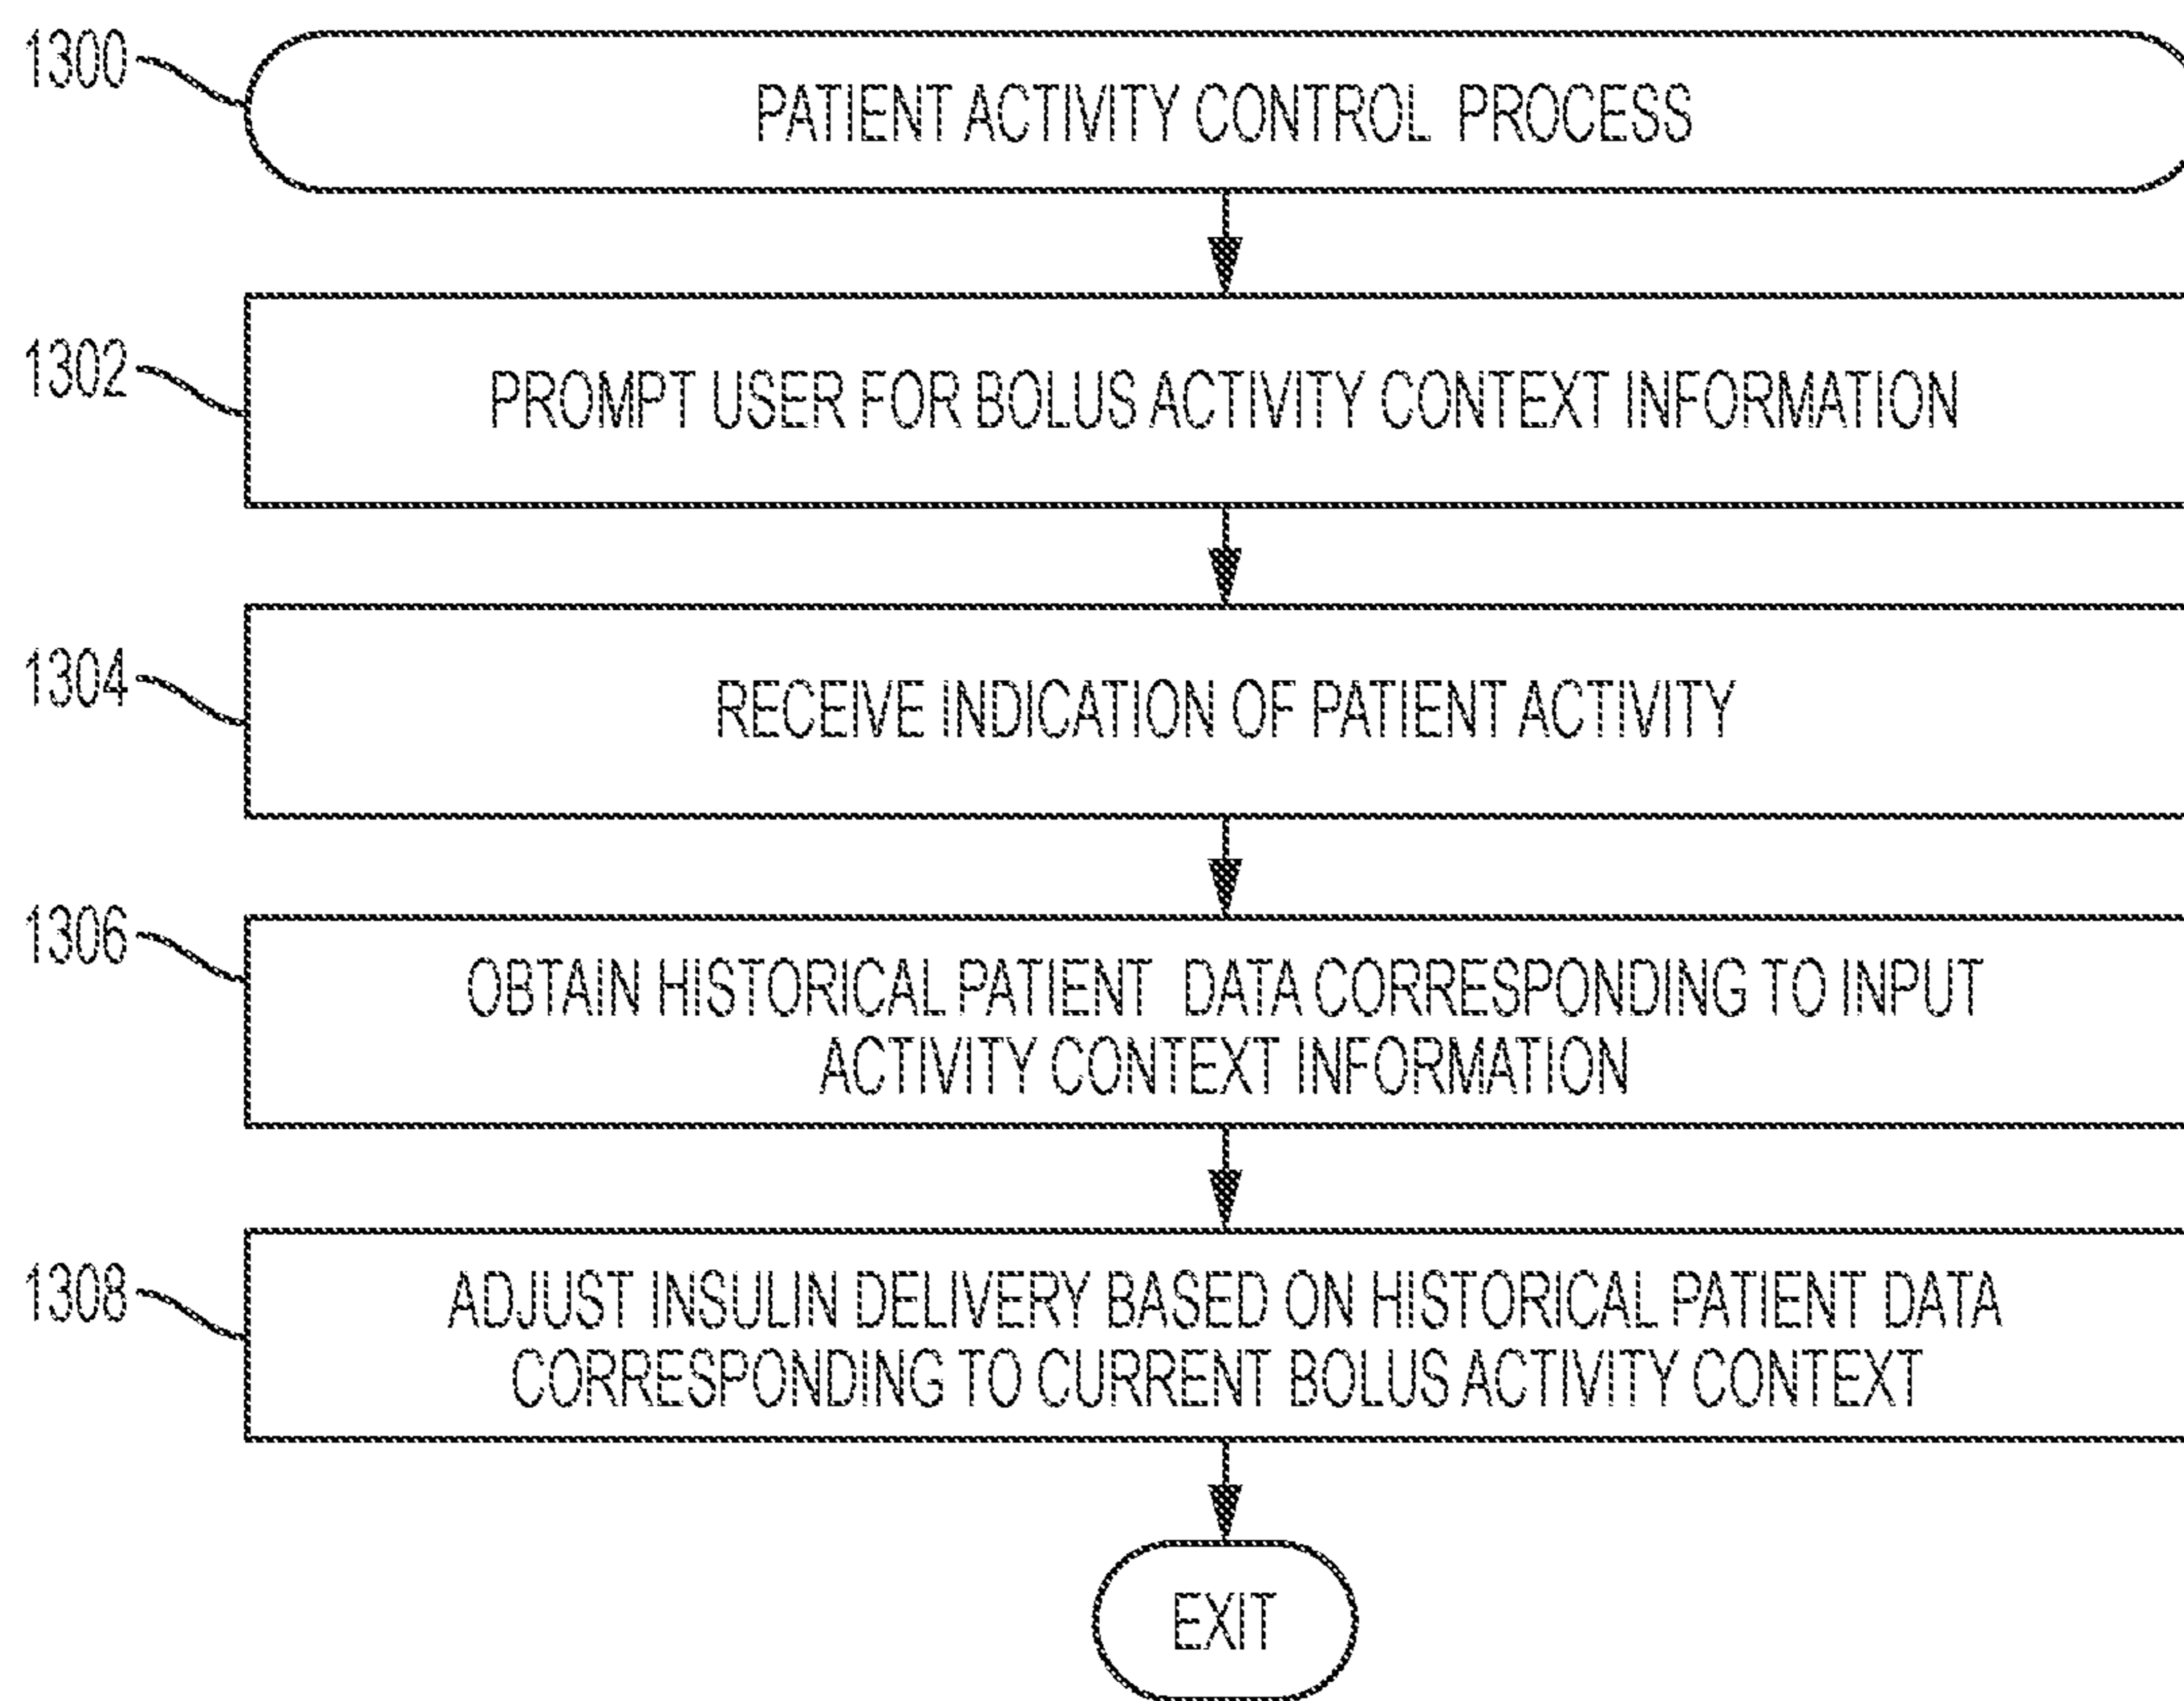 1300
PATIENT ACTIVITY CONTROL PROCESS
1302
PROMPT USER FOR BOLUS ACTIVITY CONTEXT INFORMATION
1304
RECEIVE INDICATION OF PATIENT ACTIVITY
1306
OBTAIN HISTORICAL PATIENT DATA CORRESPONDING TO INPUT
ACTIVITY CONTEXT INFORMATION
1308
ADJUST INSULIN DELIVERY BASED ON HISTORICAL PATIENT DATA
CORRESPONDING TO CURRENT BOLUS ACTIVITY CONTEXT
EXIT